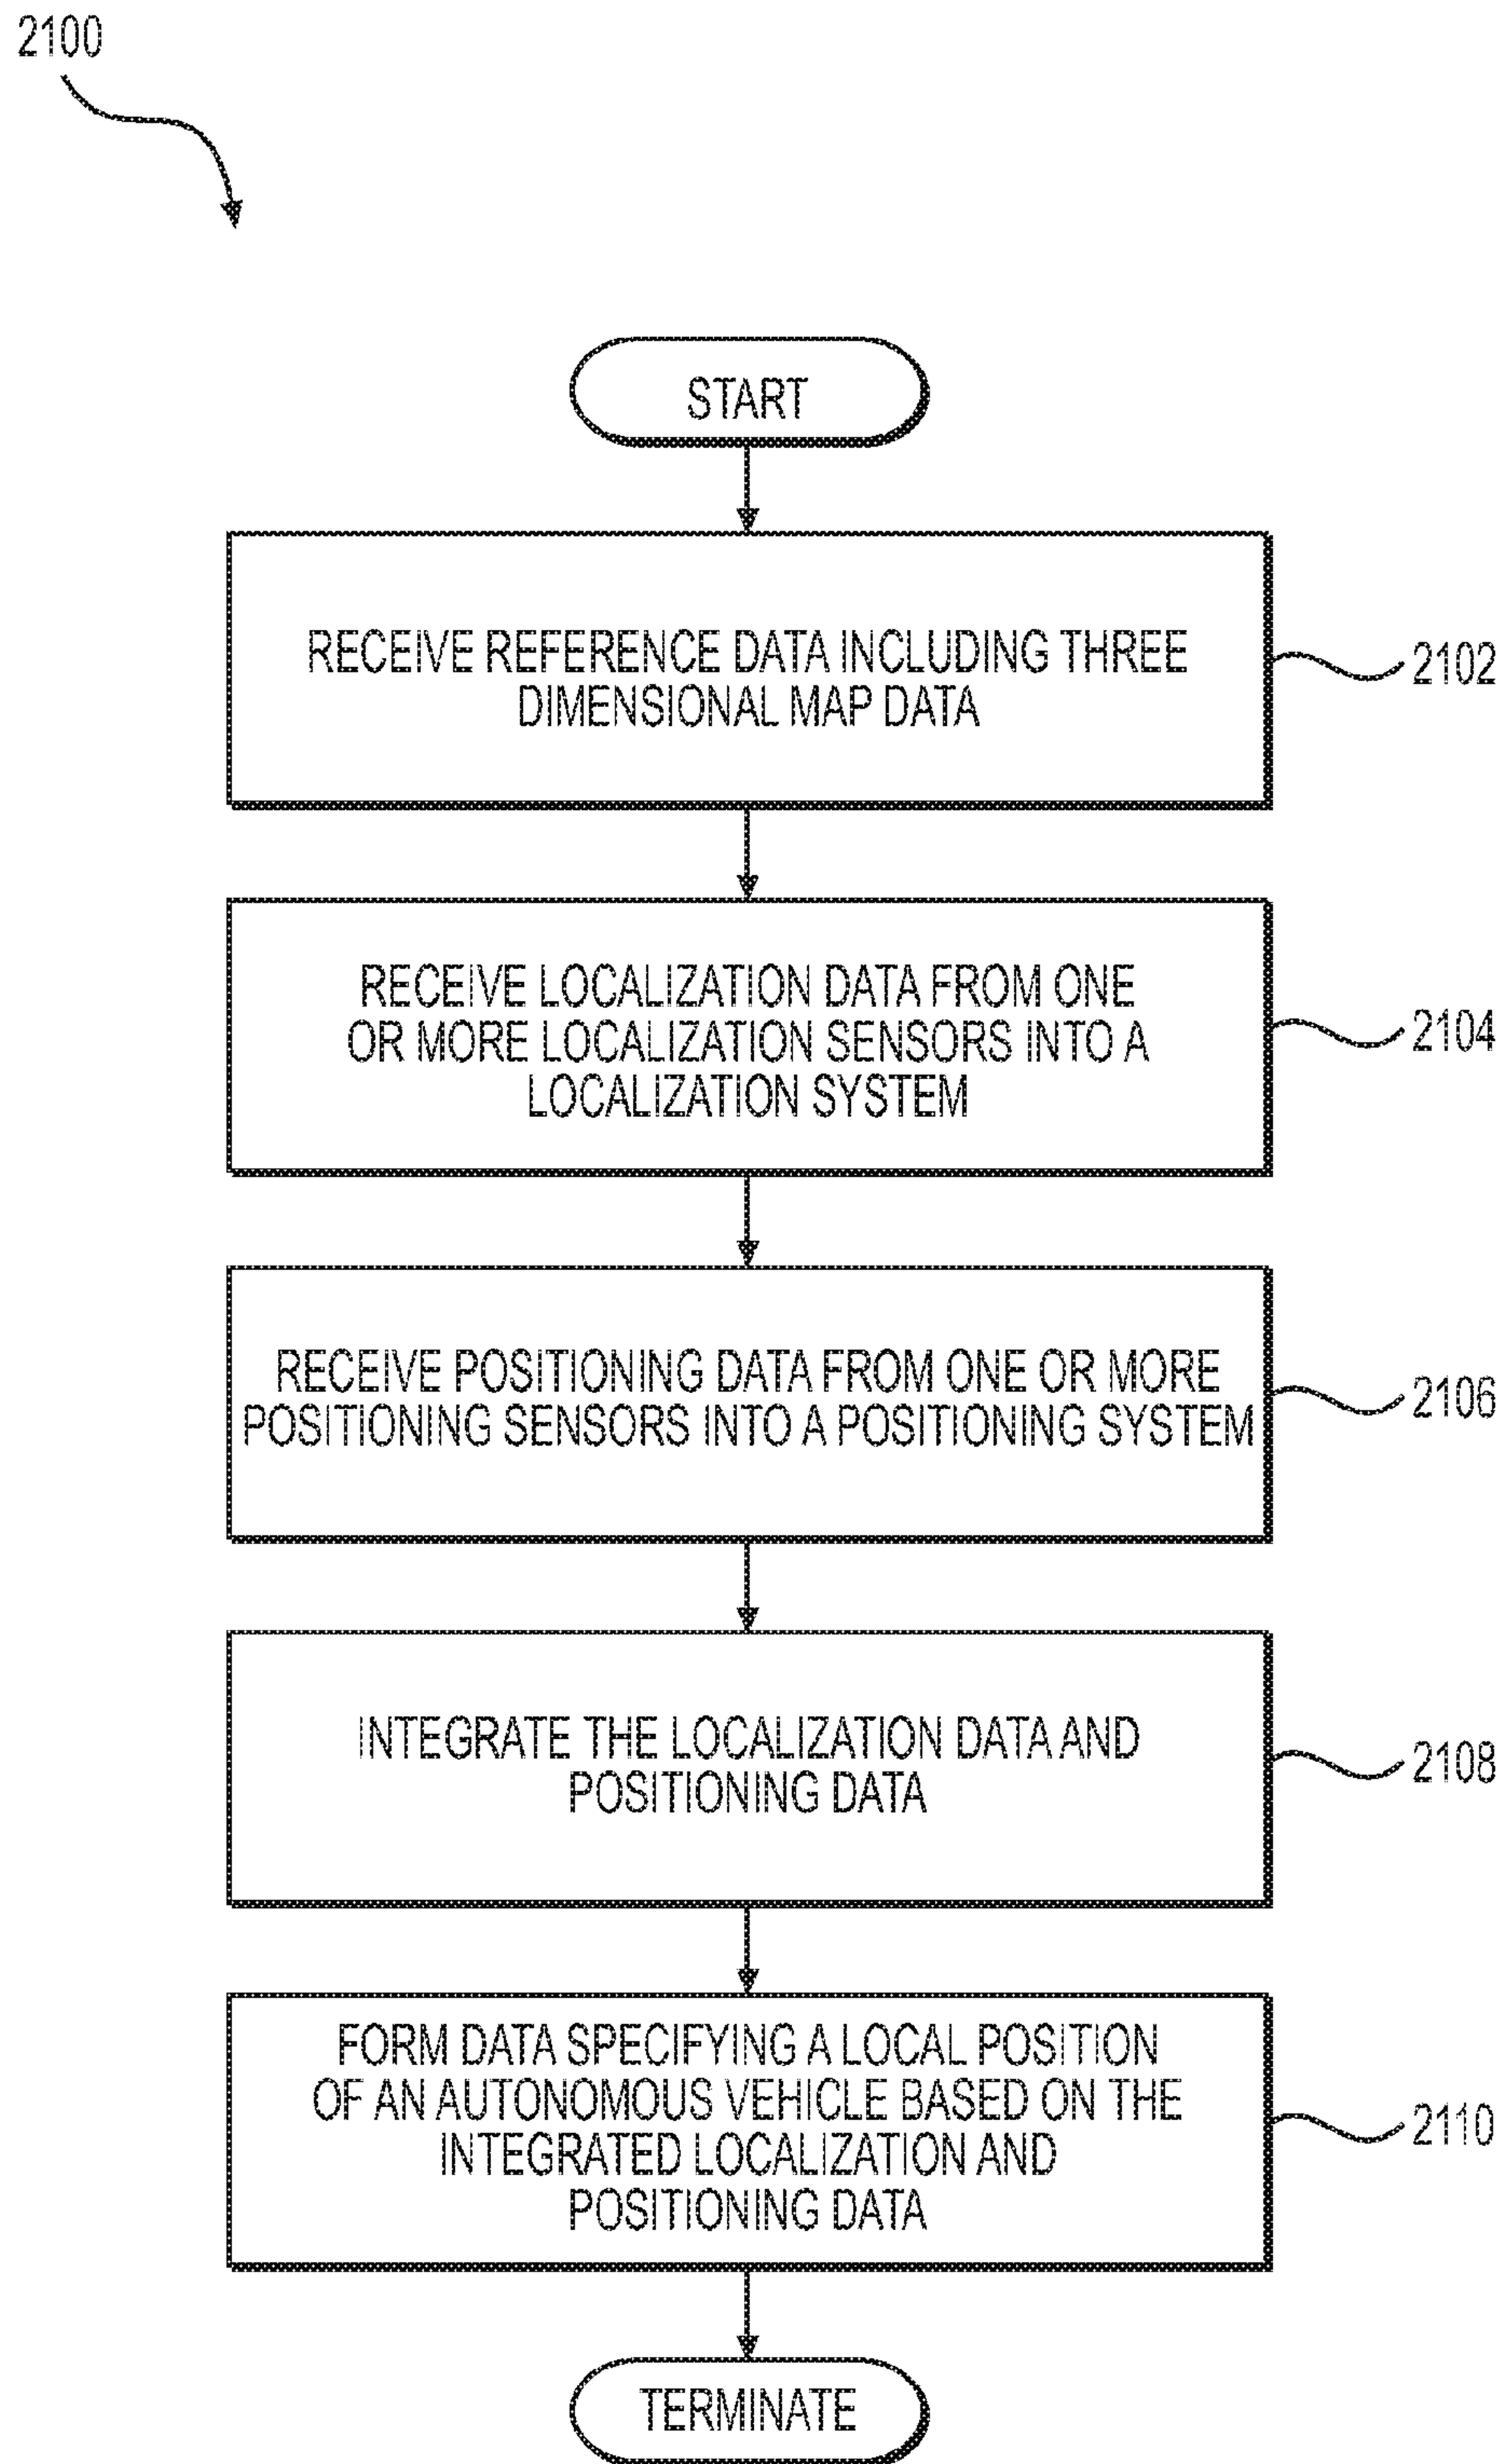 2100
START
RECEIVE REFERENCE DATA INCLUDING THREE
DIMENSIONAL MAP DATA
2102
RECEIVE LOCALIZATION DATA FROM ONE
OR MORE LOCALIZATION SENSORS INTO A
LOCALIZATION SYSTEM
2104
RECEIVE POSITIONING DATA FROM ONE OR MORE
POSITIONING SENSORS INTO A POSITIONING SYSTEM
2106
INTEGRATE THE LOCALIZATION DATA AND
POSITIONING DATA
2108
FORM DATA SPECIFYING A LOCAL POSITION
OF AN AUTONOMOUS VEHICLE BASED ON THE
INTEGRATED LOCALIZATION AND
POSITIONING DATA
2110
TERMINATE